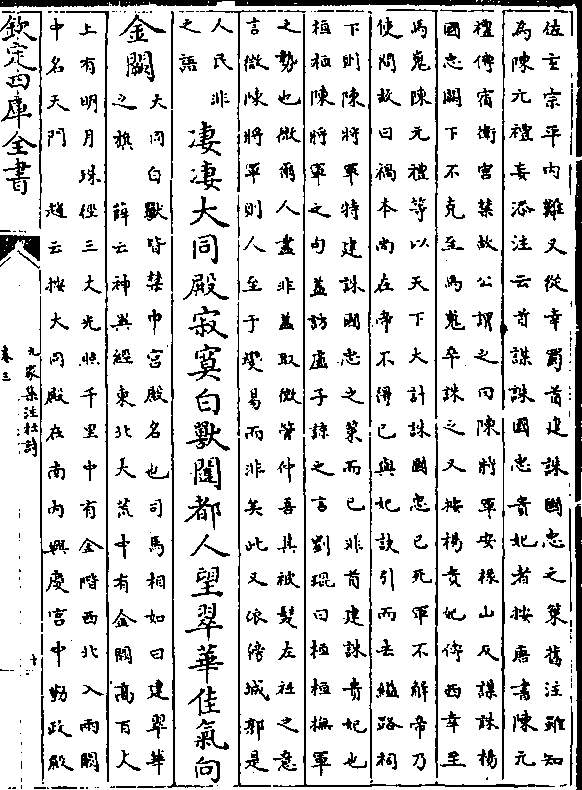 佐玄宗平内難又從幸蜀首建誅國忠之策舊注雖知
為陳元禮妄添注云首謀誅國忠貴妃者按唐書陳元
禮傳宿衛宮禁故公謂之曰陳將軍安祿山反謀誅楊
國忠闕下不克至馬嵬卒誅之又按楊貴妃傳西幸至
馬嵬陳元禮等以天下大計誅國忠已死軍不解帝乃
使問故曰禍本尚在帝不得已與妃訣引而去縊路祠
下則陳將軍特建誅國忠之策而已非首建誅貴妃也
桓桓陳將軍之句蓋訪盧子諒之言劉琨曰桓桓撫軍
之勢也微爾人盡非蓋取微管仲吾其被髮左衽之意
言微陳將軍則人至于變易而非矣此又依傍城郭是
人民非
之語
淒淒大同殿寂寞白獸闥都人望翠華佳氣向
金闕
大同白獸皆禁中宮殿名也司馬相如曰建翠華
之旗 薛云神異經東北大荒中有金闕高百丈
上有明月珠徑三丈光照千里中有金階西北入兩闕
中名天門 趙云按大同殿在南内興慶宮中勤政殿
欽定四庫全書
九家集注杜詩
卷三
十